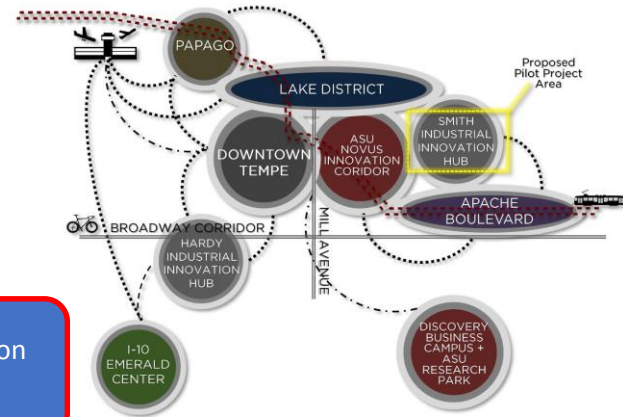 PAPAGO
Proposed
Pilot Project
Area
LAKE DISTRICT
SMITH
INDUSTRIAL
INNOVATION
HUB
DOWNTOWN
TEMPE
ASU
NOVUS
INNOVATION
CORIDOR
APACHE
BOULEVARD
BROADWAY CORRIDOR
MILL AVENUE
HARDY
INDUSTRIAL
INNOVATION
HUB
on
I-10
EMERALD
CENTER
DISCOVERY
BUSINESS
CAMPUS +
ASU
RESEARCH
PARK